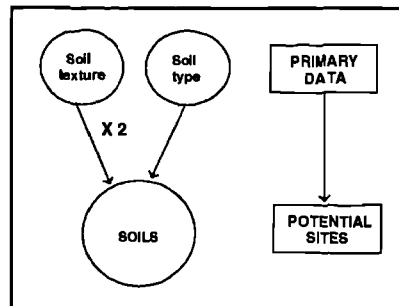 Soil
texture
Soil
type
PRIMARY
DATA
X 2
SOILS
POTENTIAL
SITES